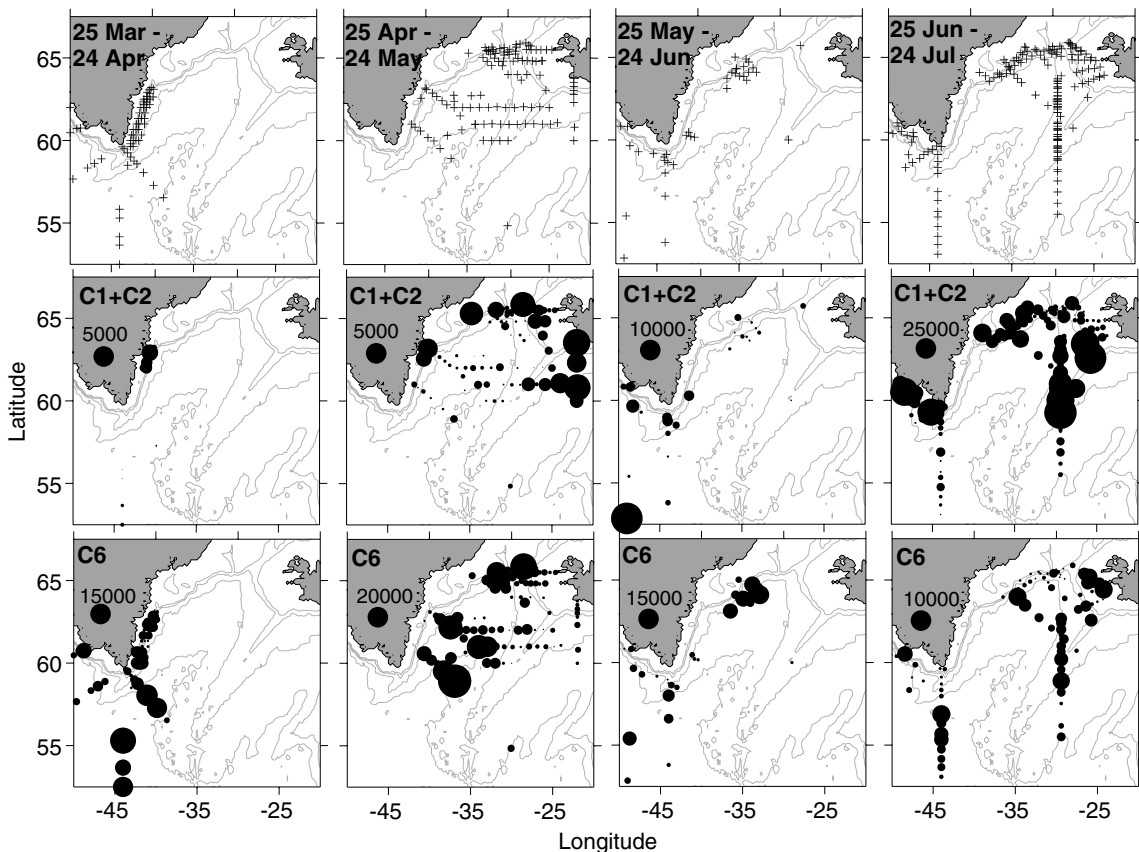 25 Mar -
24 Apr
25 Apr -
24 May
25 May -
24 Jun
25 Jun -
24 Jul
65
60
55
C1+C2
5000
C1+C2
5000
C1+C2
10000
C1+C2
25000
65
60
55
Latitude
C6
15000
C6
20000
C6
15000
C6
10000
65
60
55
-45 -35 -25 -45 -35 -25 -45 -35 -25 -45 -35 -25
Longitude